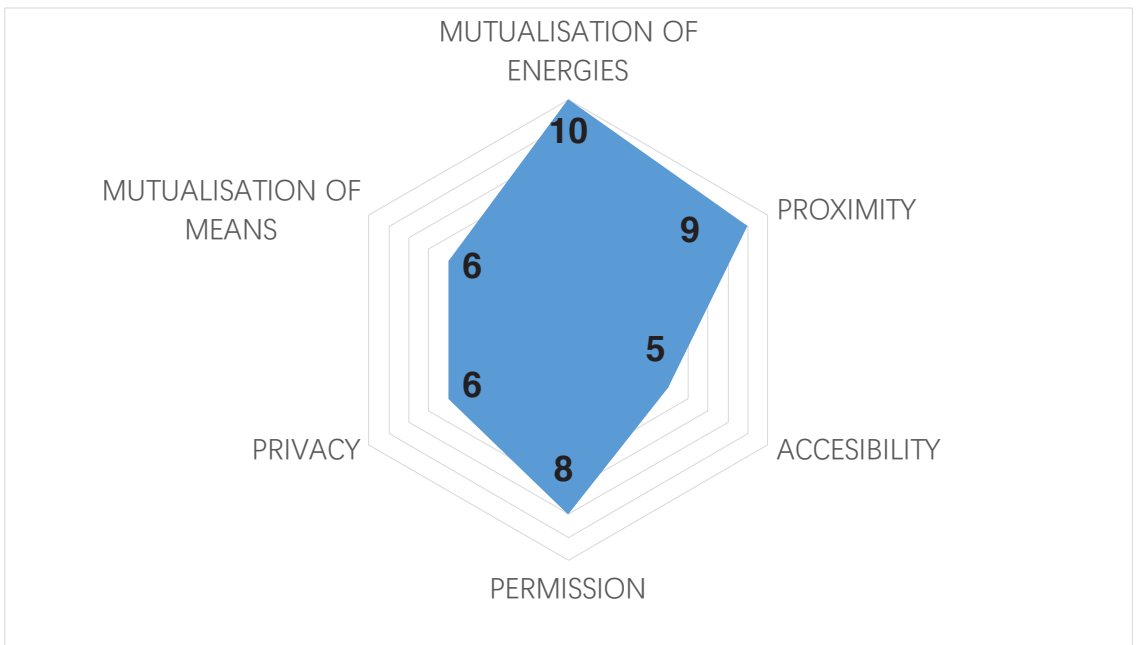 MUTUALISATION OF
ENERGIES
10
MUTUALISATION OF
MEANS
PROXIMITY
9
6
5
6
PRIVACY
ACCESIBILITY
8
PERMISSION